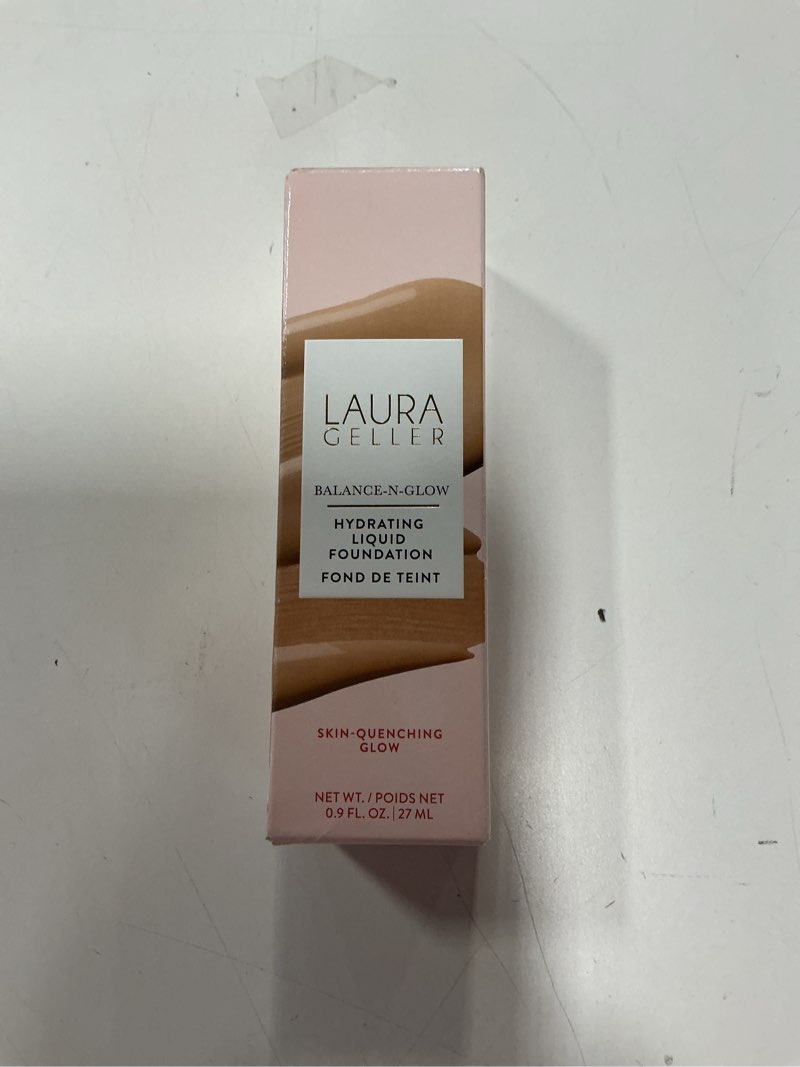 LAURA
GELLER
BALANCE-N-GLOW
HYDRATING
LIQUID
FOUNDATION
FOND DE TEINT
SKIN-QUENCHING
GLOW
NET WT. / POIDS NET
0.9 FL. OZ. | 27 ML